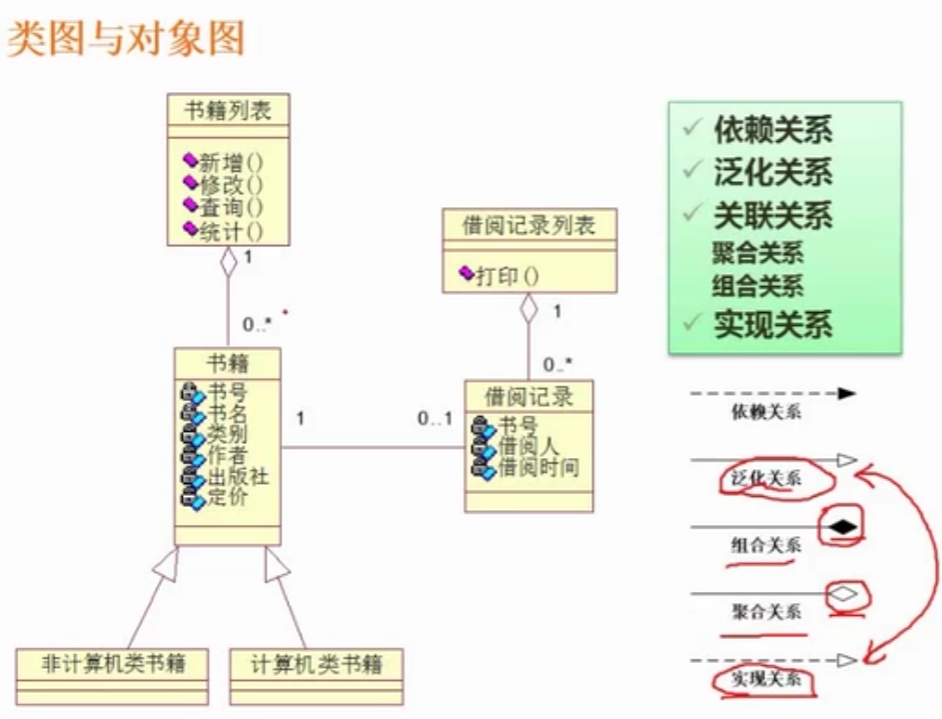 类图与对象图
书籍列表
新增()
修改()
查询()
统计()
1
0..*
书籍
书号
书名
类别
作者
出版社
定价
1
0..1
借阅记录列表
打印()
1
0..*
借阅记录
书号
借阅人
借阅时间
非计算机类书籍
计算机类书籍
依赖关系
泛化关系
关联关系
聚合关系
组合关系
实现关系
依赖关系
泛化关系
组合关系
聚合关系
实现关系